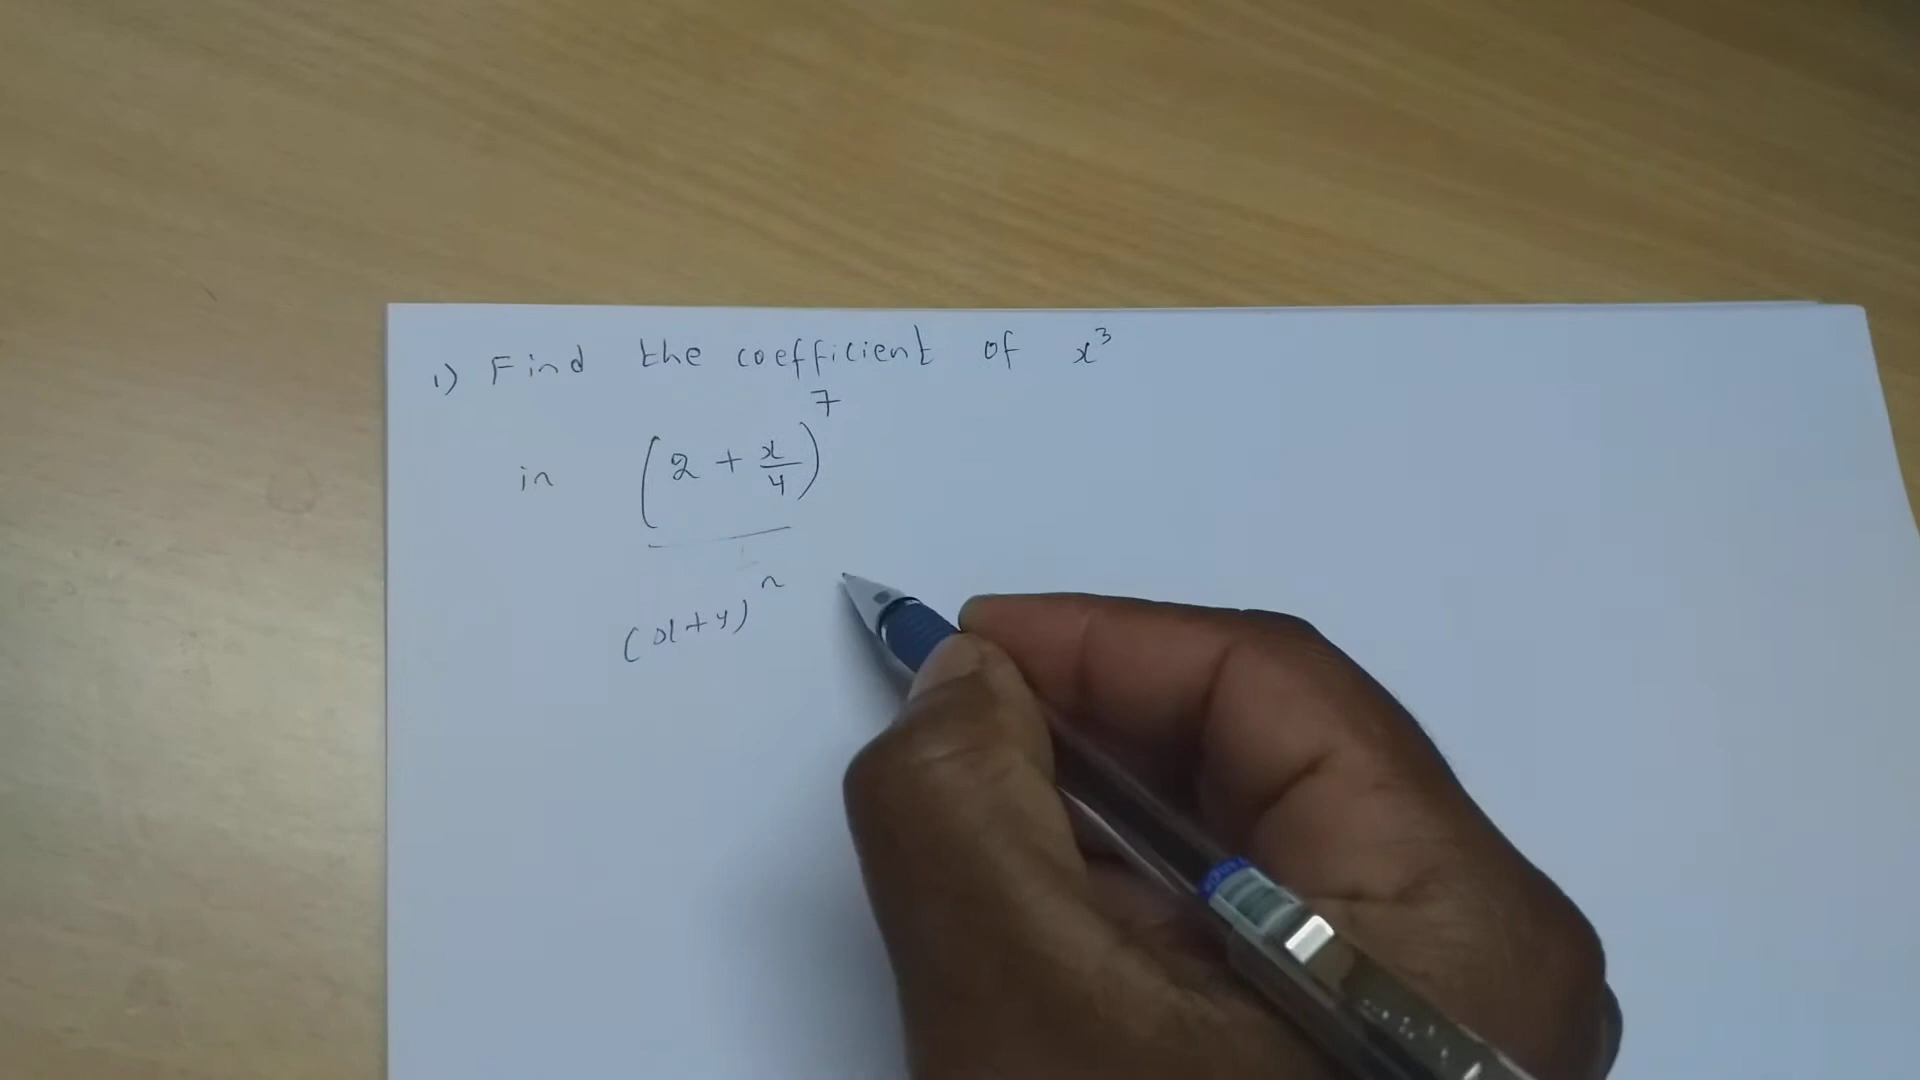 1) Find the coefficient of x³
in (2 + x/4)⁷
(x+y)ⁿ